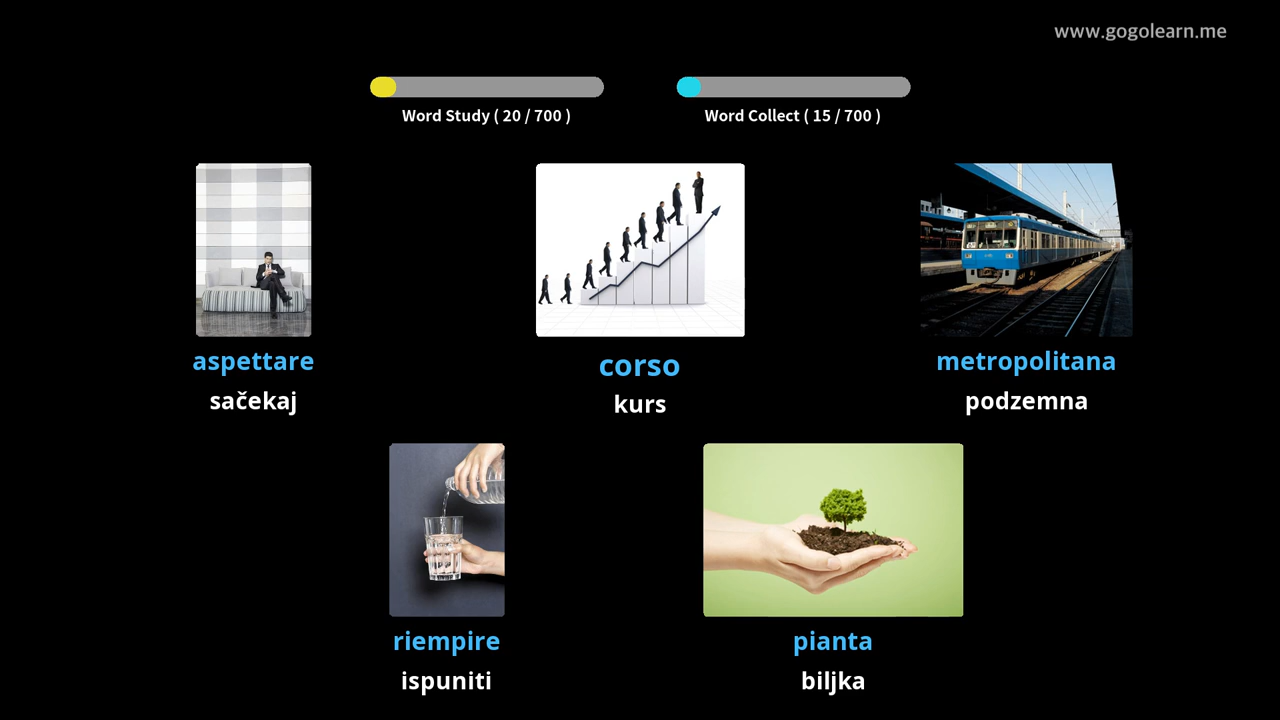 www.gogolearn.me
Word Study ( 20 / 700 )
Word Collect ( 15 / 700 )
aspettare
sačekaj
corso
kurs
metropolitana
podzemna
riempire
ispuniti
pianta
biljka